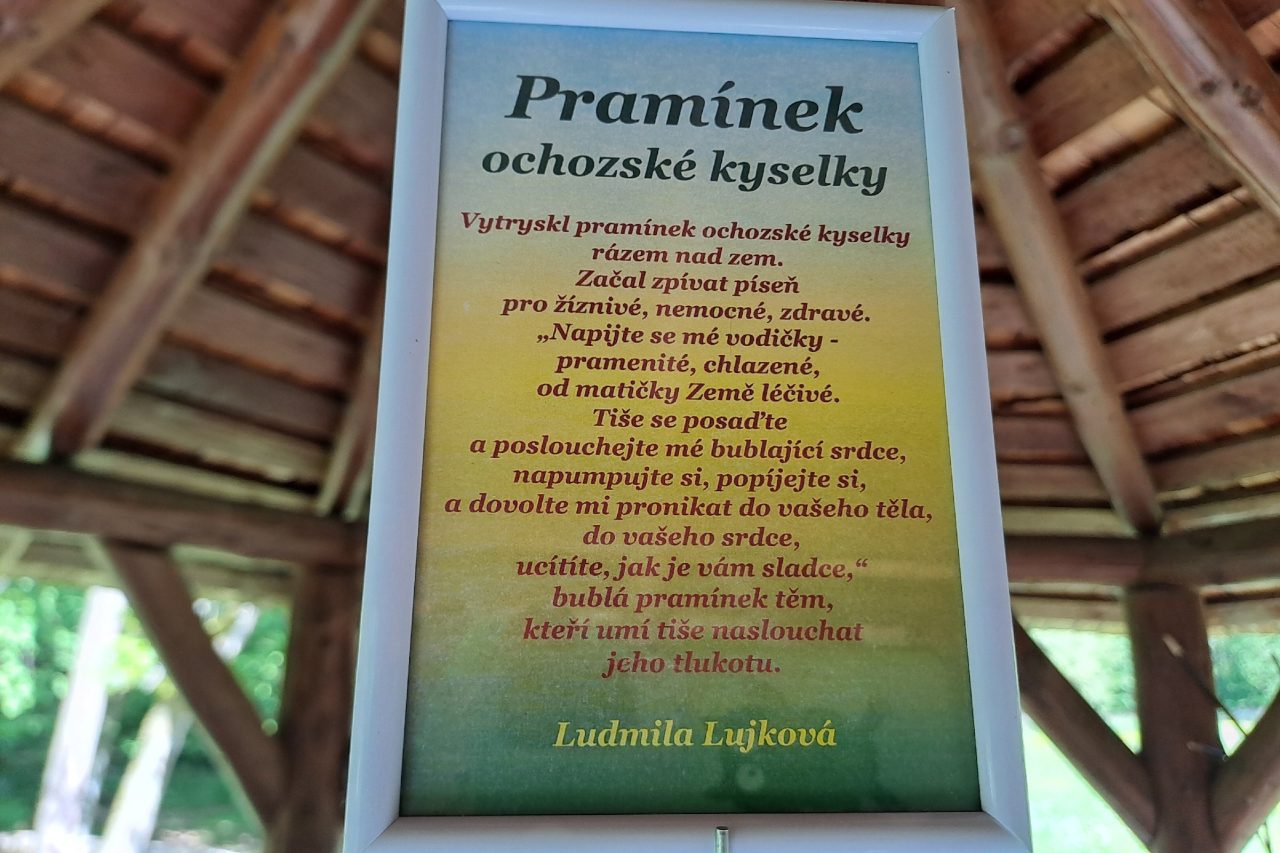 Pramínek
ochozské kyselky
Vytryskl pramínek ochozské kyselky
rázem nad zem.
Začal zpívat píseň
pro žíznivé, nemocné, zdravé.
„Napijte se mé vodičky -
pramenité, chlazené,
od matičky Země léčivé.
Tiše se posaďte
a poslouchejte mé bublající srdce,
napumpujte si, popíjejte si,
a dovolte mi pronikat do vašeho těla,
do vašeho srdce,
ucítíte, jak je vám sladce,“
bublá pramínek těm,
kteří umí tiše naslouchat
jeho tlukotu.
Ludmila Lujková